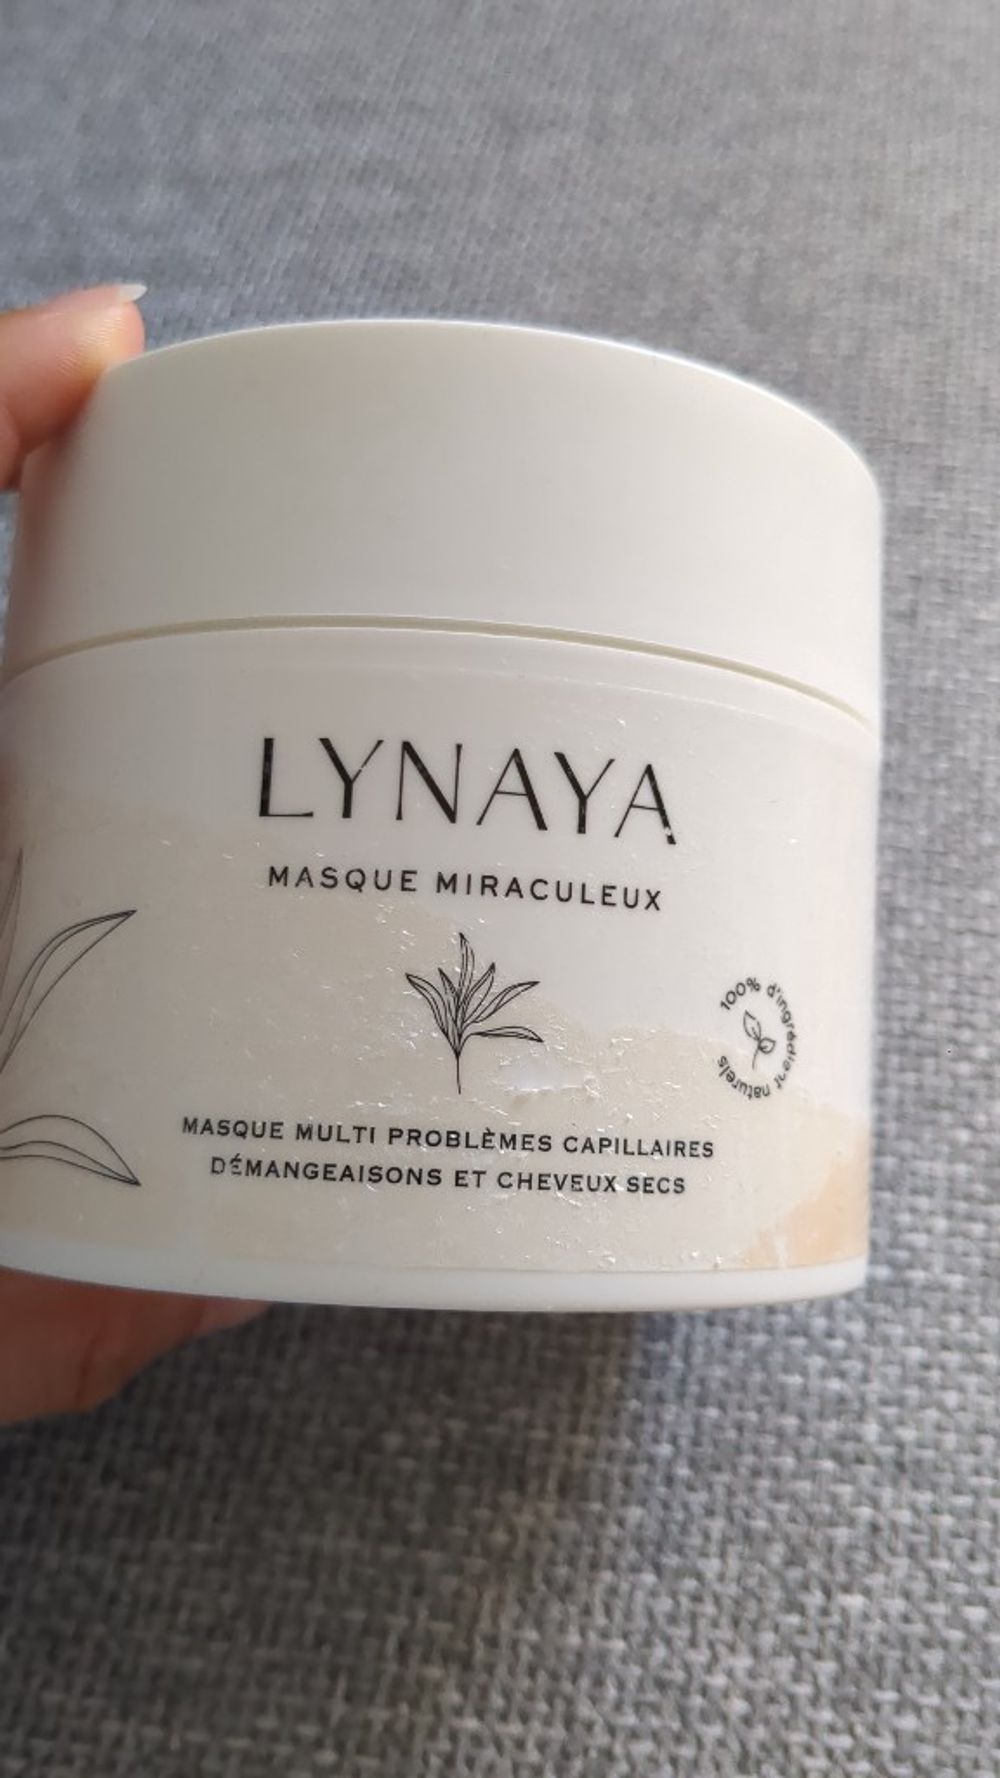 LYNAYA
MASQUE MIRACULEUX
100% d'ingrédient naturels
MASQUE MULTI PROBLÈMES CAPILLAIRES
DÉMANGEAISONS ET CHEVEUX SECS